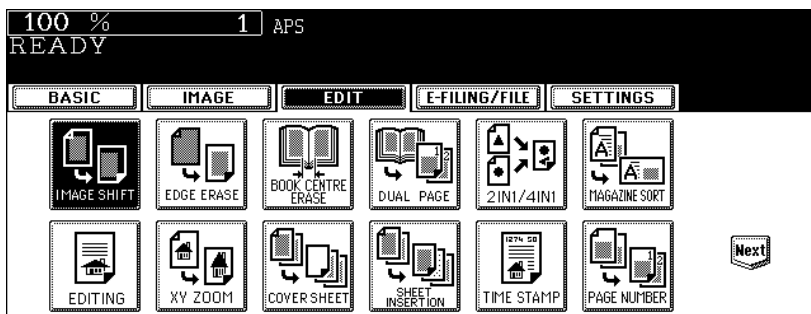 100 % 1 APS
READY
BASIC IMAGE EDIT E-FILING/FILE SETTINGS
IMAGE SHIFT EDGE ERASE BOOK CENTRE ERASE DUAL PAGE 2IN1/4IN1 MAGAZINE SORT
EDITING XY ZOOM COVER SHEET SHEET INSERTION TIME STAMP PAGE NUMBER Next